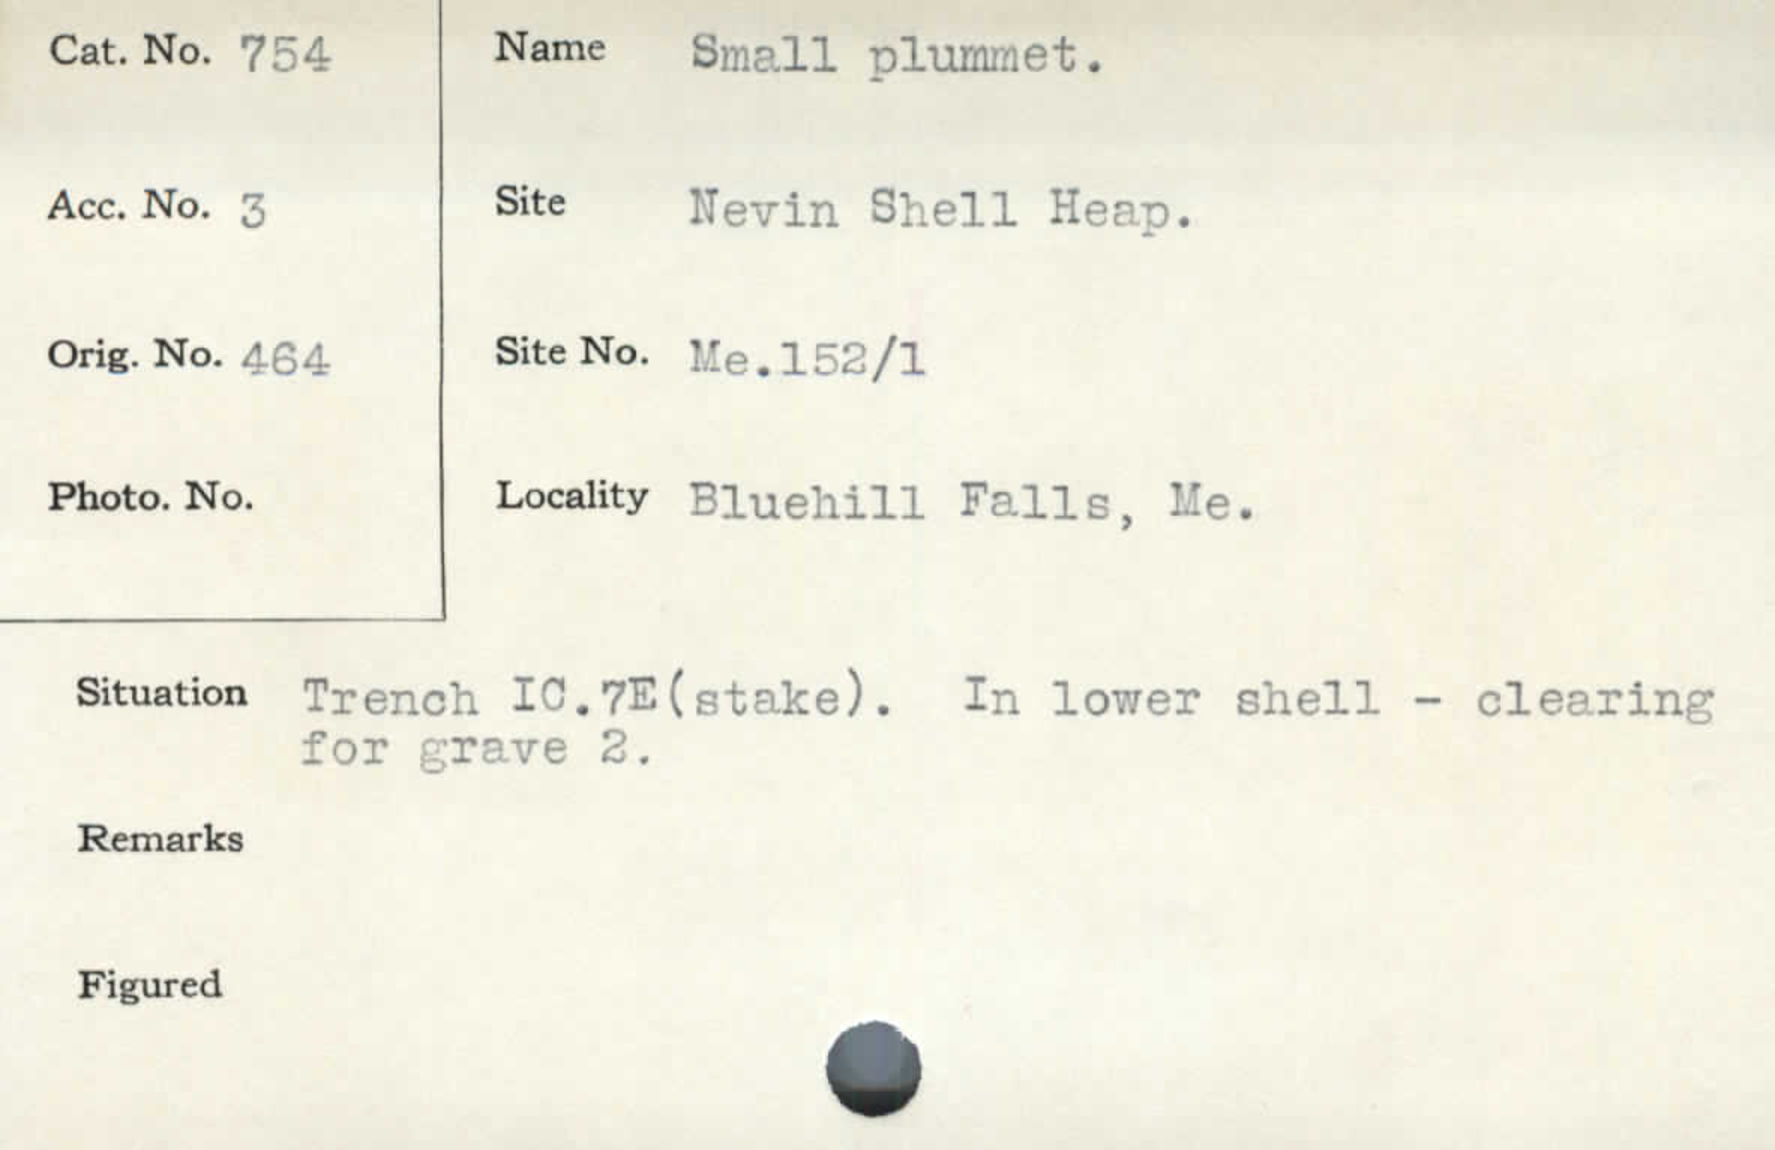 Cat. No. 754
Name Small plummet.
Acc. No. 3
Site Nevin Shell Heap.
Orig. No. 464
Site No. Me.152/1
Photo. No.
Locality Bluehill Falls, Me.
Situation Trench IC.7E(stake). In lower shell - clearing
for grave 2.
Remarks
Figured